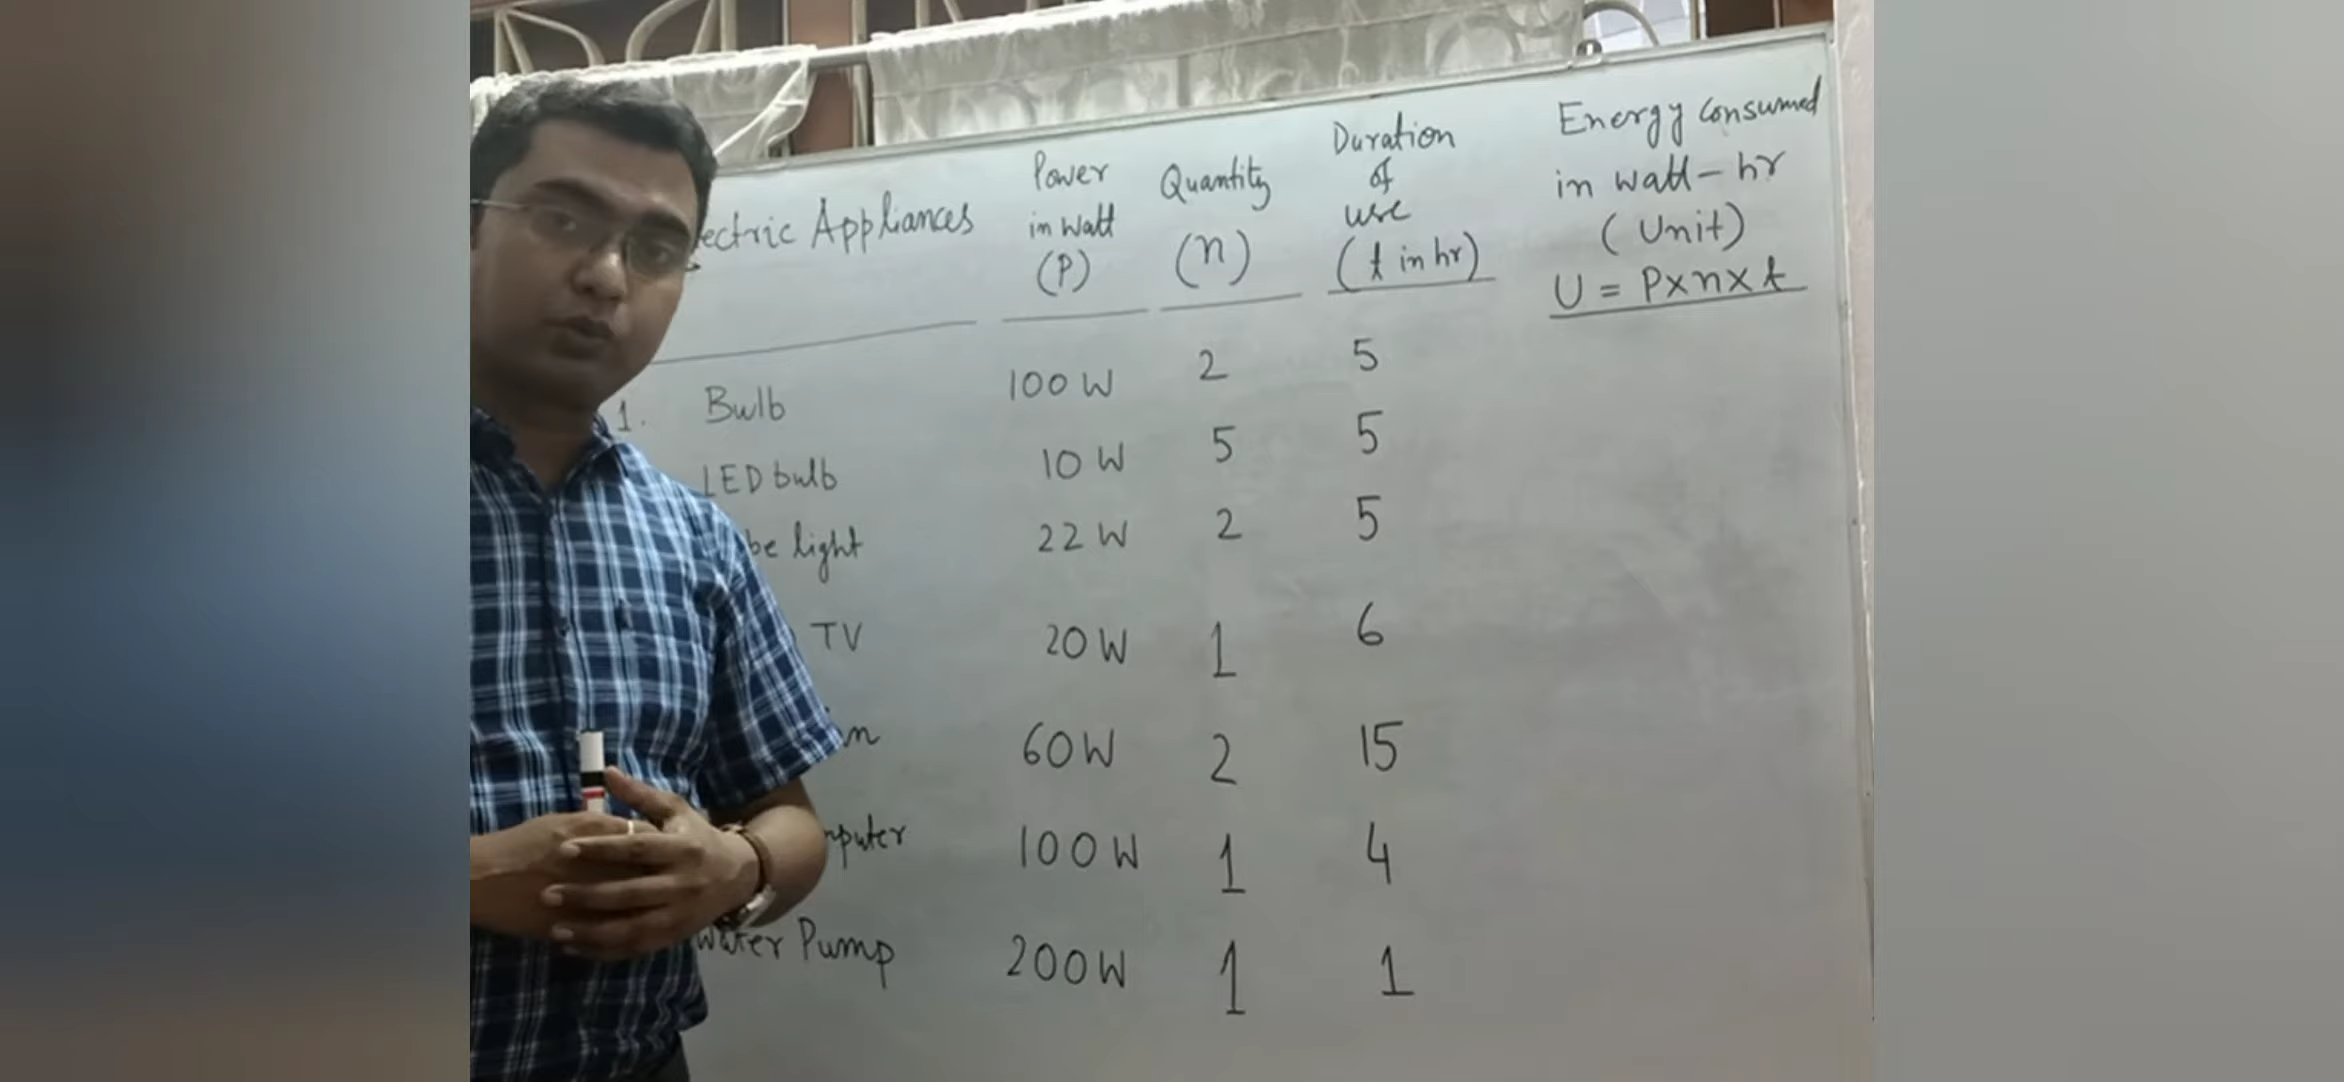 ectric Appliances
Power
in Watt
(P)
Quantity
(n)
Duration
of
use
(t in hr)
Energy consumed
in watt-hr
(Unit)
U = P×n×t
1. Bulb 100 W 2 5
LED bulb 10 W 5 5
be light 22 W 2 5
TV 20 W 1 6
n 60 W 2 15
mputer 100 W 1 4
Water Pump 200 W 1 1